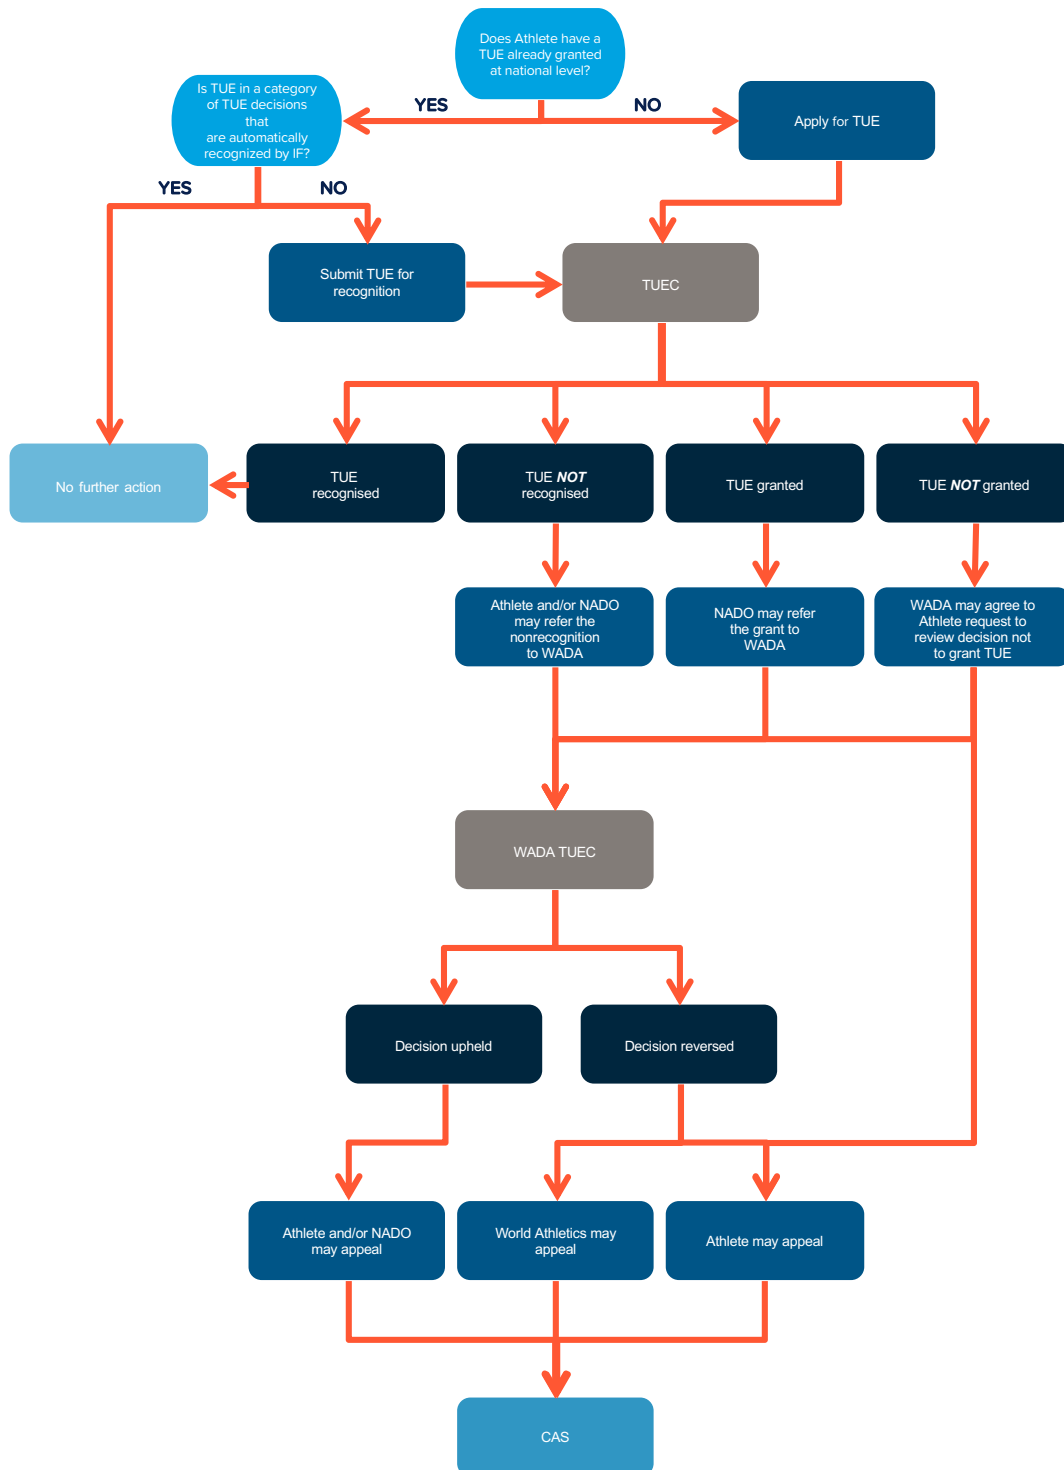 Does Athlete have a
TUE already granted
at national level?
Is TUE in a category
of TUE decisions
that
are automatically
recognized by IF?
YES
NO
Apply for TUE
YES
NO
Submit TUE for
recognition
TUEC
No further action
TUE
recognised
TUE NOT
recognised
TUE granted
TUE NOT granted
Athlete and/or NADO
may refer the
nonrecognition
to WADA
NADO may refer
the grant to
WADA
WADA may agree to
Athlete request to
review decision not
to grant TUE
WADA TUEC
Decision upheld
Decision reversed
Athlete and/or NADO
may appeal
World Athletics may
appeal
Athlete may appeal
CAS